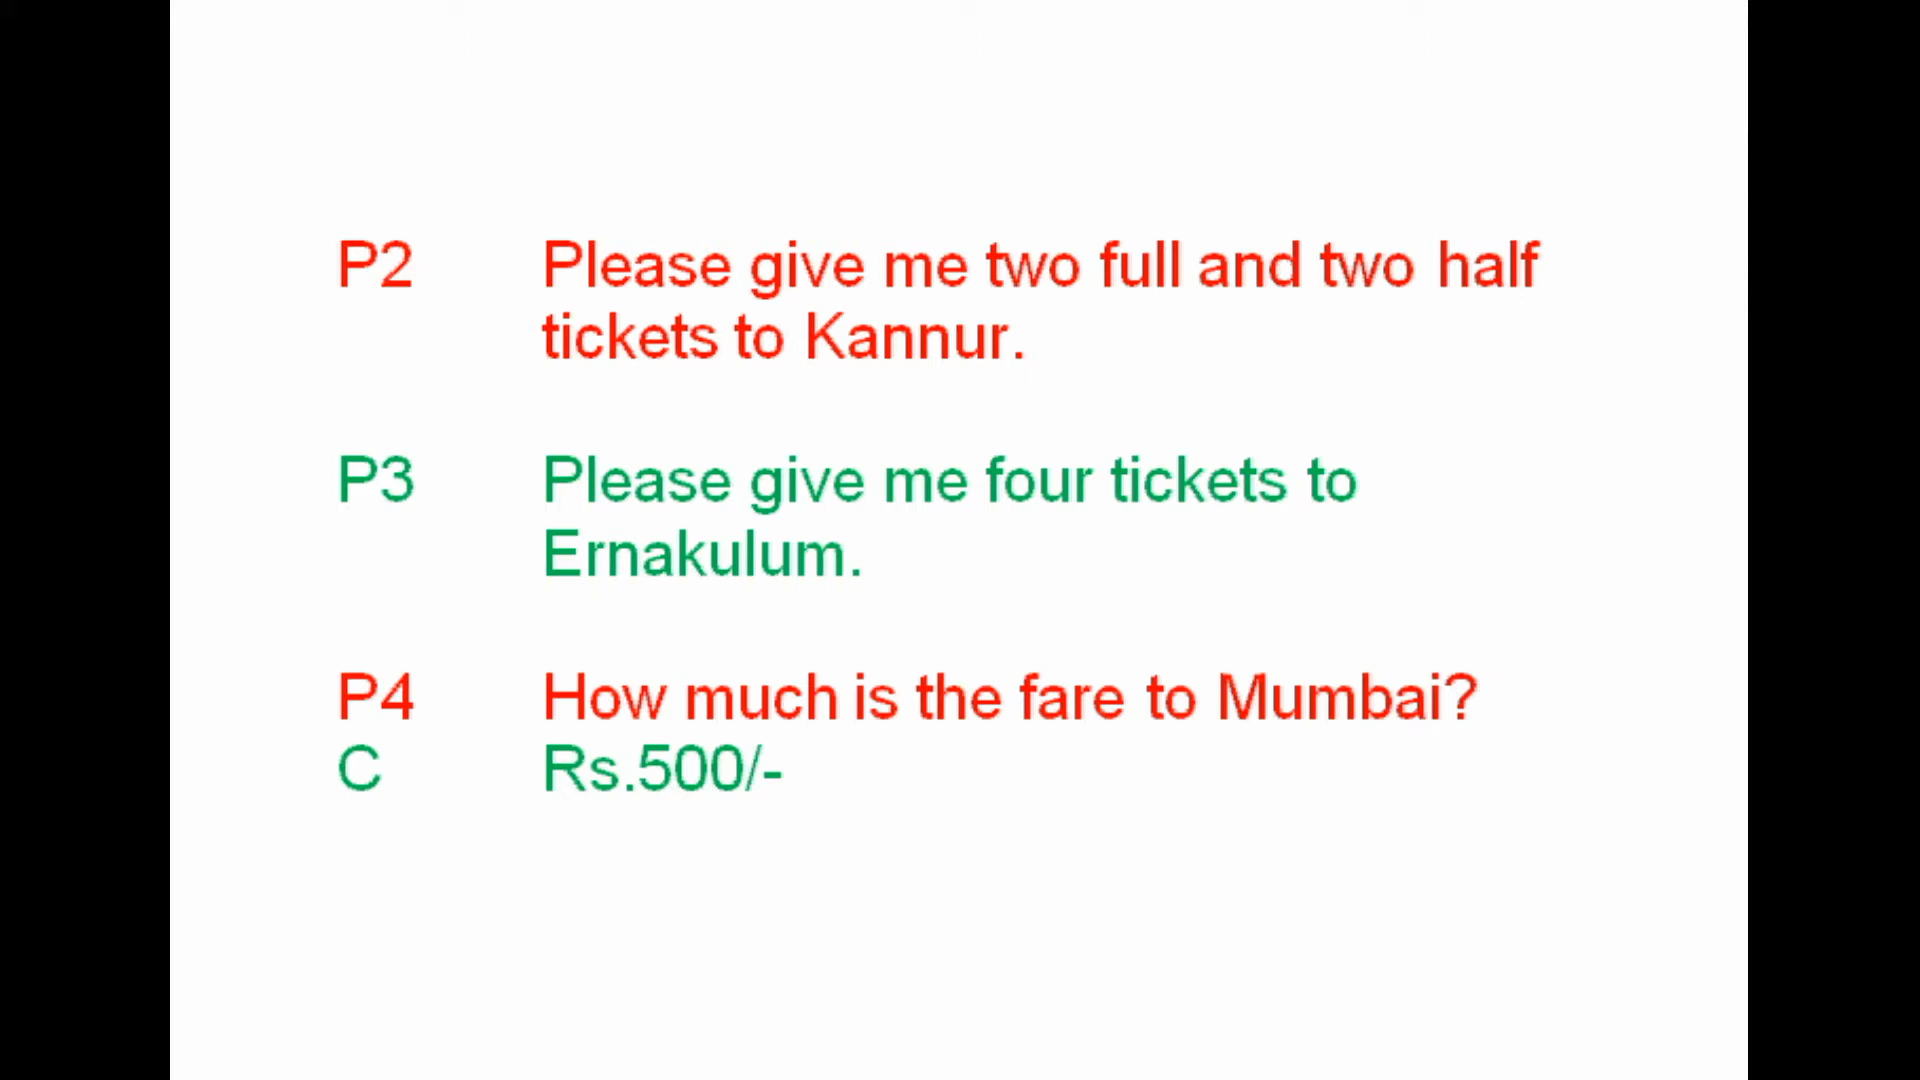 P2 Please give me two full and two half
tickets to Kannur.
P3 Please give me four tickets to
Ernakulum.
P4 How much is the fare to Mumbai?
C Rs.500/-